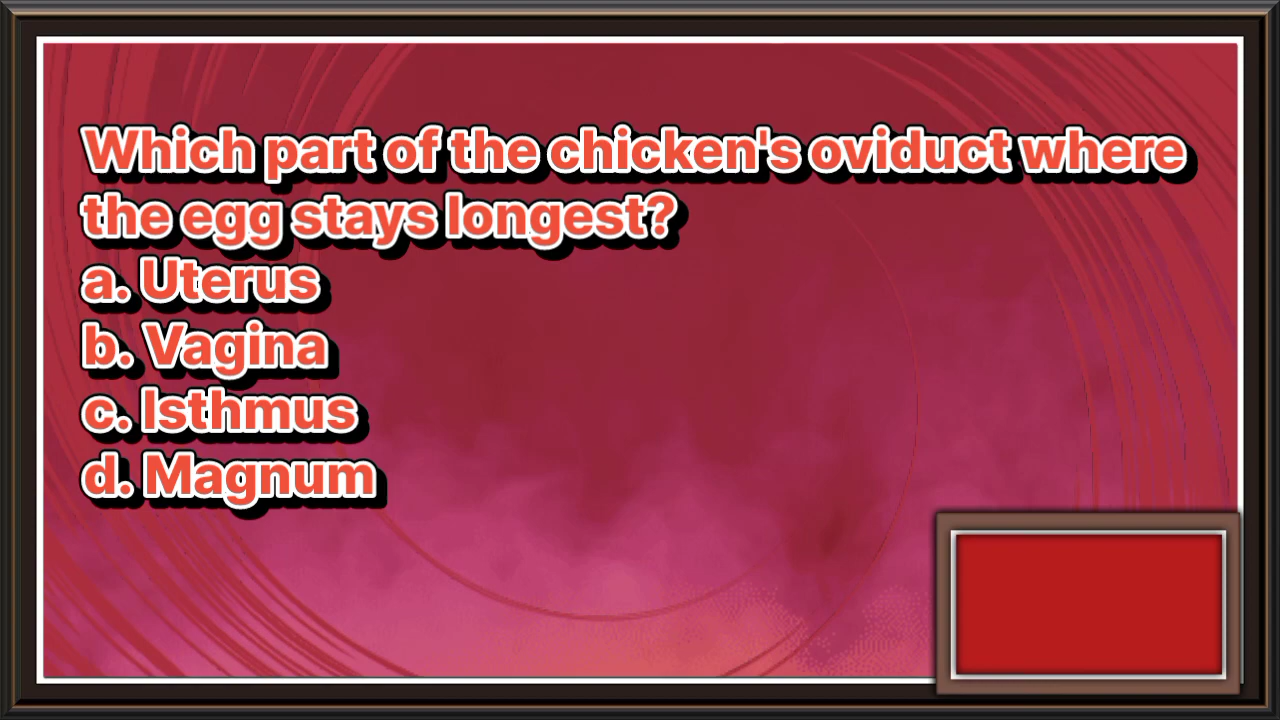 Which part of the chicken's oviduct where
the egg stays longest?
a. Uterus
b. Vagina
c. Isthmus
d. Magnum